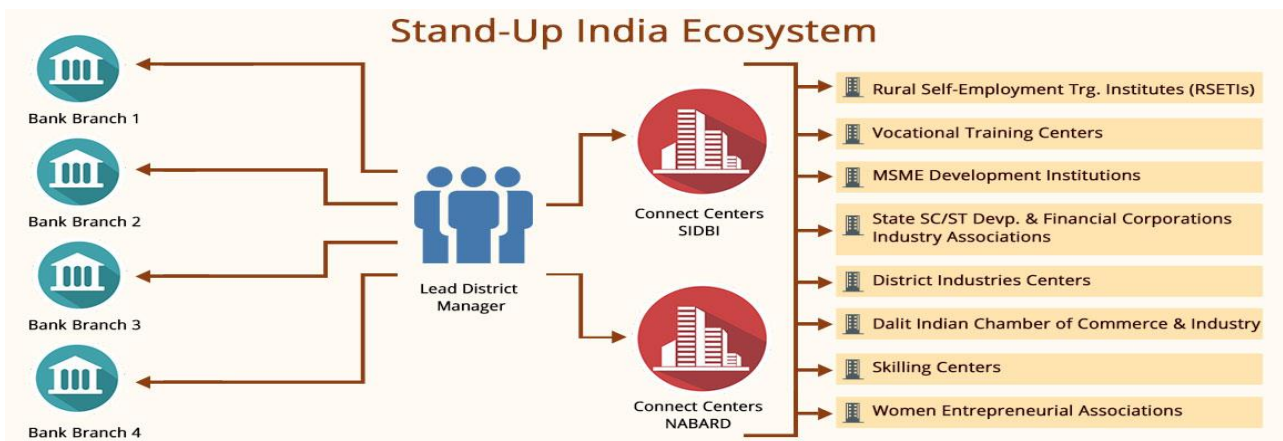 Stand-Up India Ecosystem
Bank Branch 1
Bank Branch 2
Bank Branch 3
Bank Branch 4
Lead District
Manager
Connect Centers
SIDBI
Connect Centers
NABARD
Rural Self-Employment Trg. Institutes (RSETIs)
Vocational Training Centers
MSME Development Institutions
State SC/ST Devp. & Financial Corporations
Industry Associations
District Industries Centers
Dalit Indian Chamber of Commerce & Industry
Skilling Centers
Women Entrepreneurial Associations